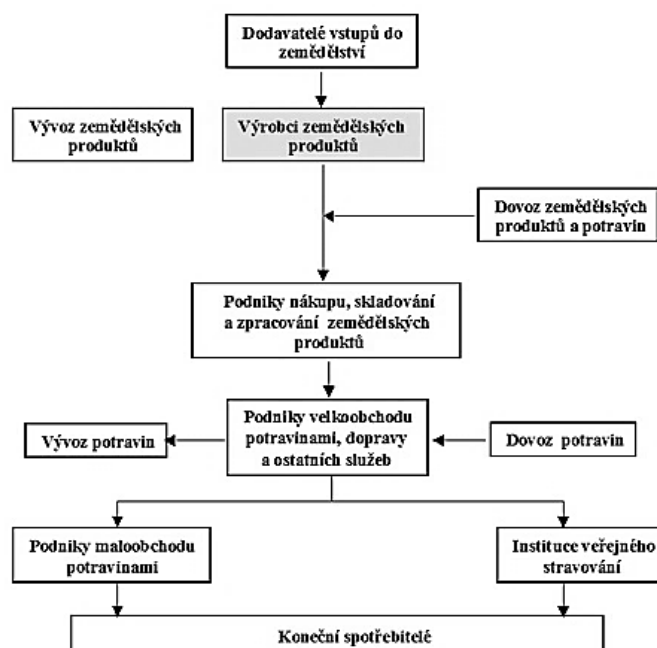 Dodavatelé vstupů do
zemědělství
Vývoz zemědělských
produktů
Výrobci zemědělských
produktů
Dovoz zemědělských
produktů a potravin
Podniky nákupu, skladování
a zpracování zemědělských
produktů
Vývoz potravin
Podniky velkoobchodu
potravinami, dopravy
a ostatních služeb
Dovoz potravin
Podniky maloobchodu
potravinami
Instituce veřejného
stravování
Koneční spotřebitelé